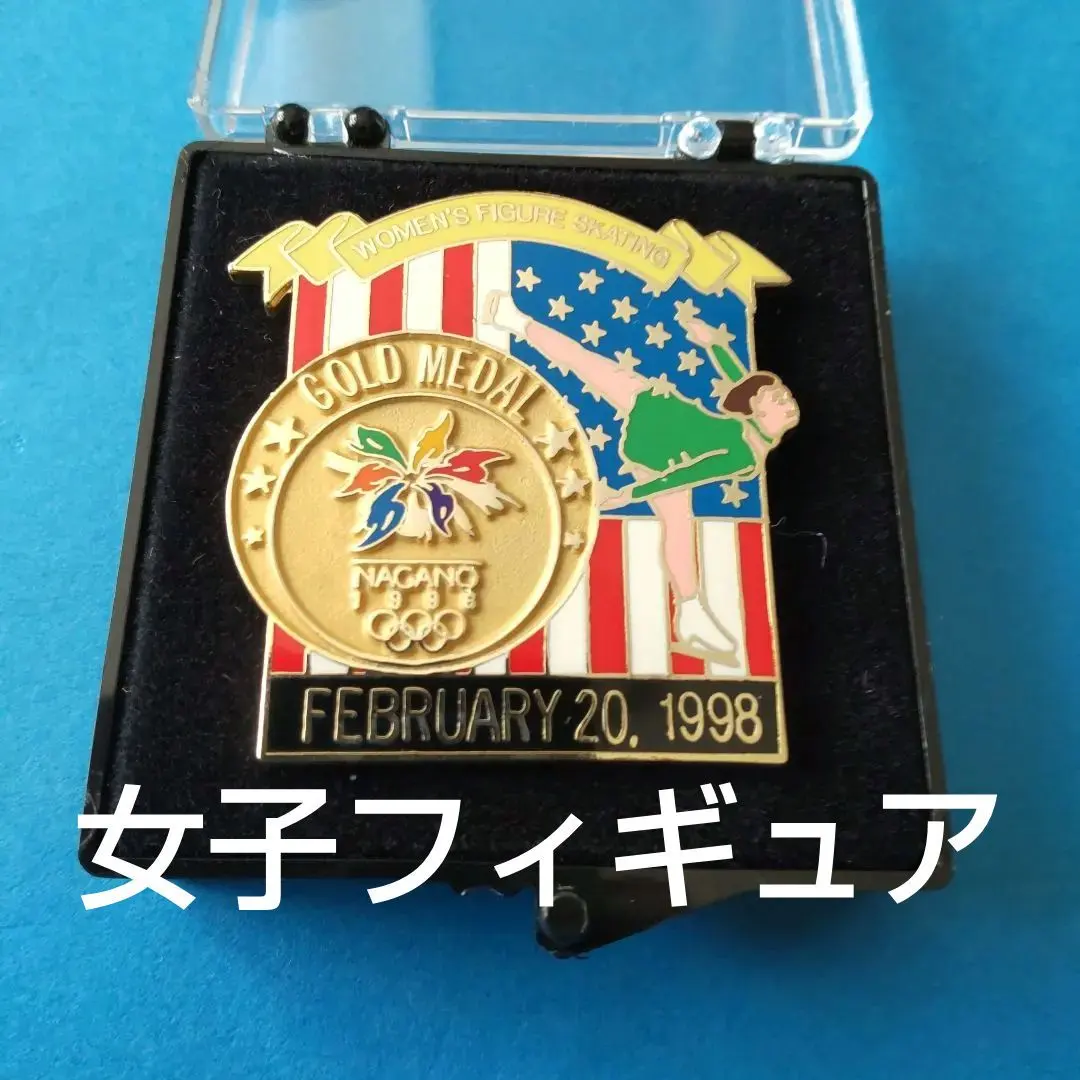 WOMEN'S FIGURE SKATING
GOLD MEDAL
NAGANO
1998
FEBRUARY 20, 1998
女子フィギュア